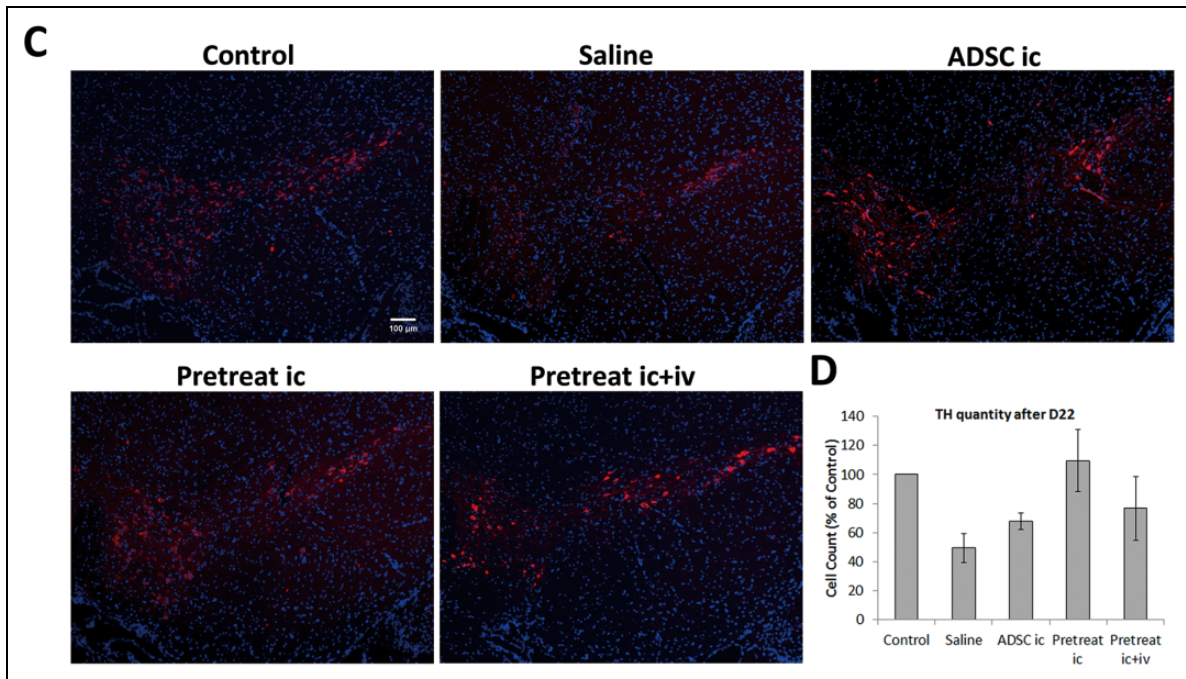 C
Control
Saline
ADSC ic
100 µm
Pretreat ic
Pretreat ic+iv
D
TH quantity after D22
Cell Count (% of Control)
140
120
100
80
60
40
20
0
Control
Saline
ADSC ic
Pretreat
ic
Pretreat
ic+iv